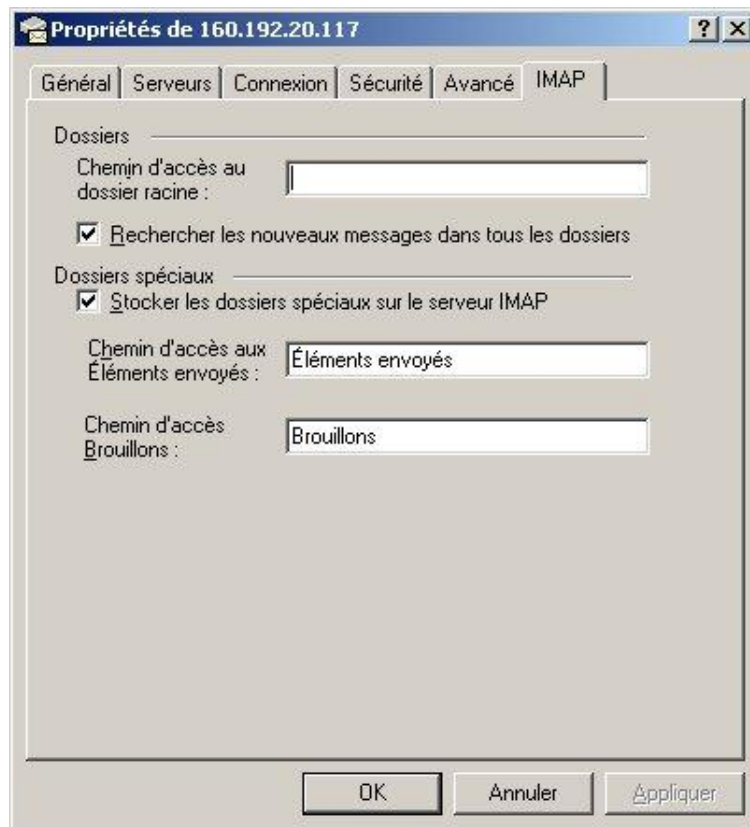 Propriétés de 160.192.20.117
Général Serveurs Connexion Sécurité Avancé IMAP
Dossiers
Chemin d'accès au
dossier racine :
Rechercher les nouveaux messages dans tous les dossiers
Dossiers spéciaux
Stocker les dossiers spéciaux sur le serveur IMAP
Chemin d'accès aux
Éléments envoyés :
Éléments envoyés
Chemin d'accès
Brouillons :
Brouillons
OK Annuler Appliquer